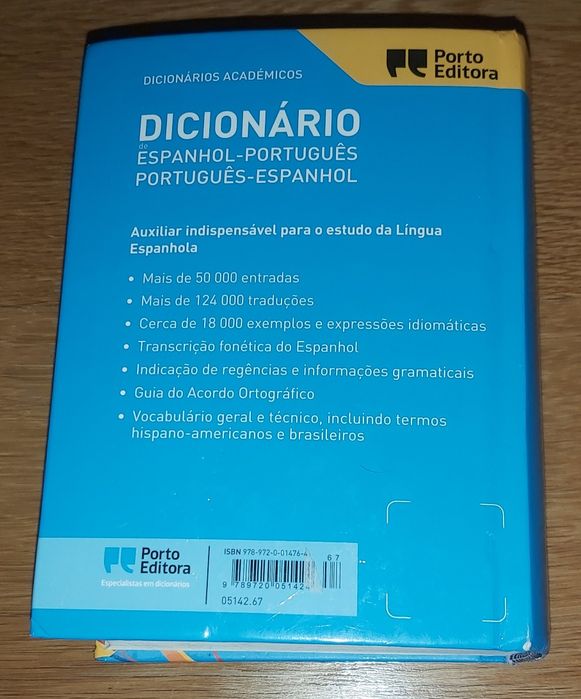 Porto
Editora
DICIONÁRIOS ACADÉMICOS
DICIONÁRIO
de
ESPANHOL-PORTUGUÊS
PORTUGUÊS-ESPANHOL
Auxiliar indispensável para o estudo da Língua
Espanhola
• Mais de 50 000 entradas
• Mais de 124 000 traduções
• Cerca de 18 000 exemplos e expressões idiomáticas
• Transcrição fonética do Espanhol
• Indicação de regências e informações gramaticais
• Guia do Acordo Ortográfico
• Vocabulário geral e técnico, incluindo termos
hispano-americanos e brasileiros
Porto
Editora
Especialistas em dicionários
ISBN 978-972-0-01476-4
67
9 789720 05142
05142.67